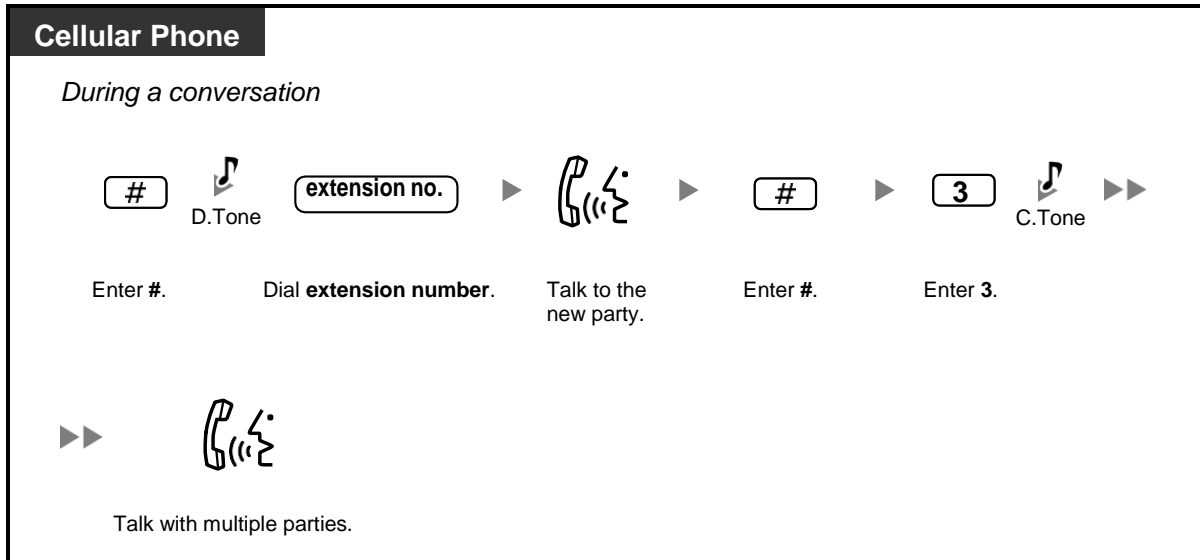 Cellular Phone
During a conversation
# extension no. # 3
D.Tone C.Tone
Enter #. Dial extension number. Talk to the new party. Enter #. Enter 3.
Talk with multiple parties.